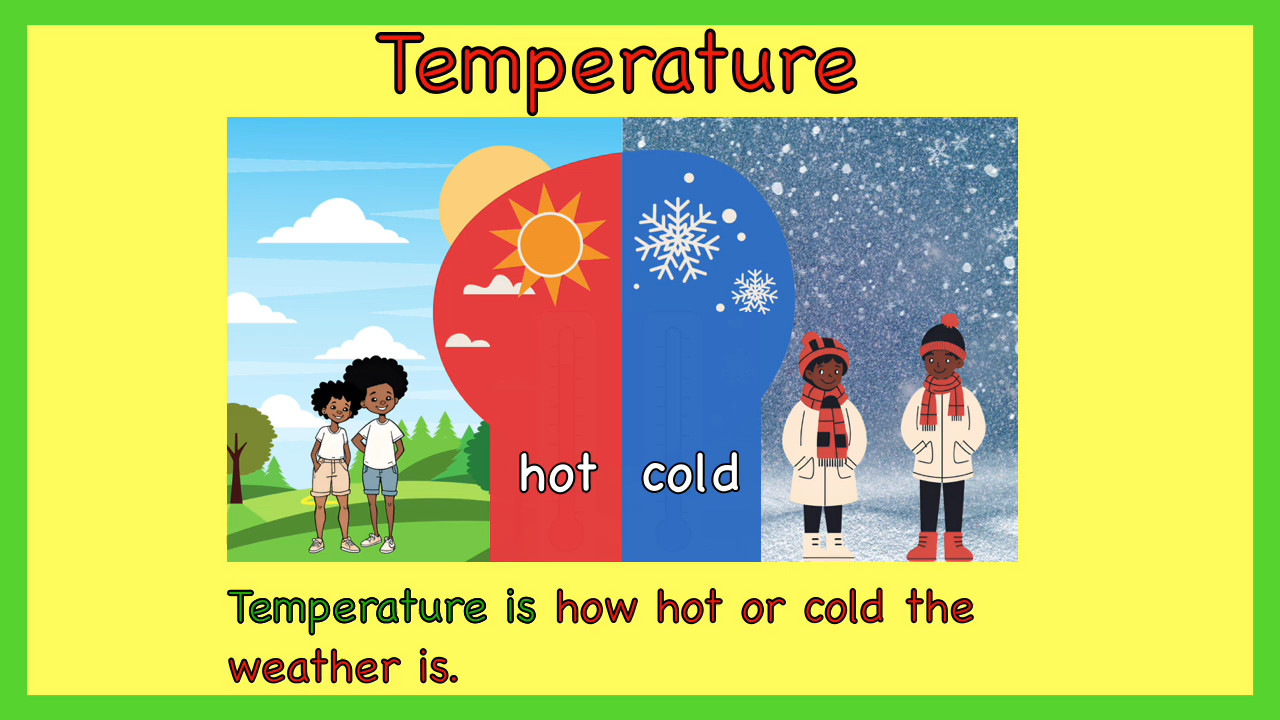 Temperature
hot cold
Temperature is how hot or cold the
weather is.